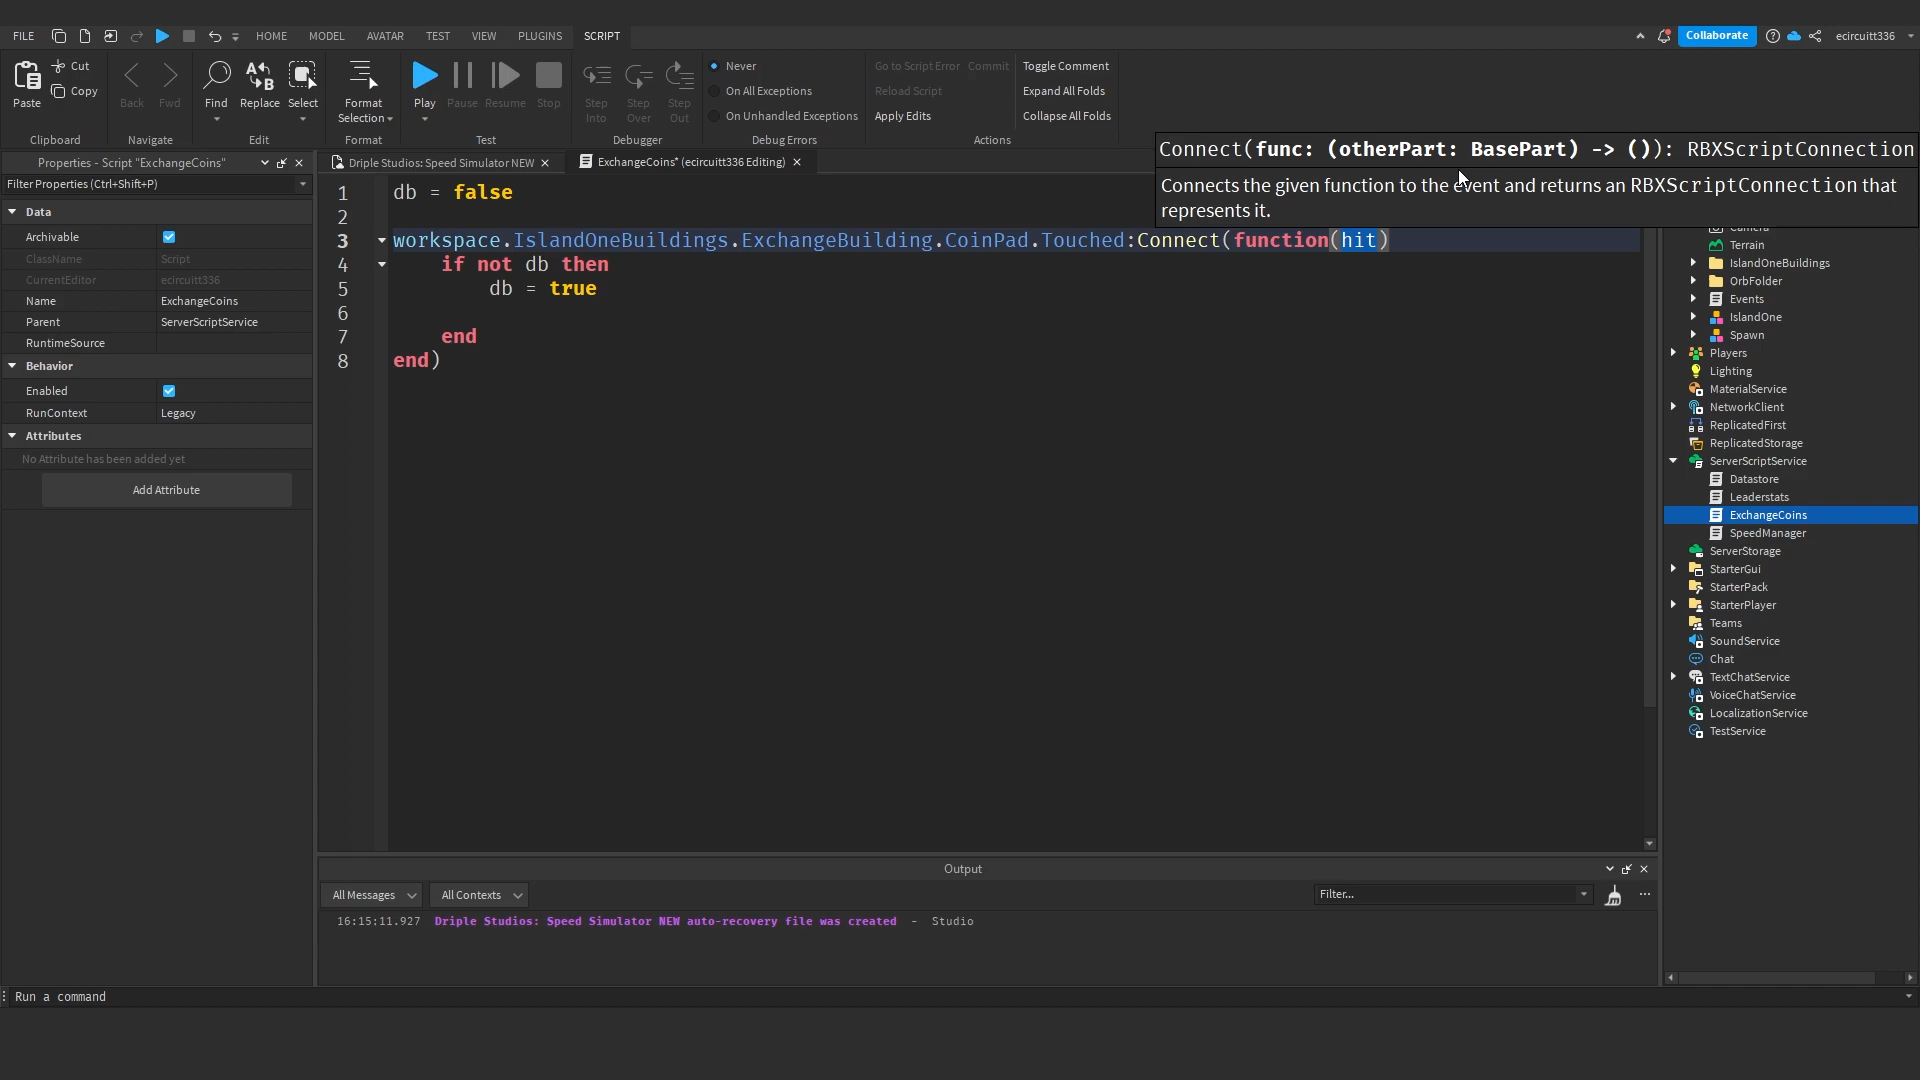 FILE HOME MODEL AVATAR TEST VIEW PLUGINS SCRIPT Collaborate ecircuitt336
Paste Cut Copy
Clipboard
Back Fwd
Navigate
Find Replace Select
Edit
Format Selection
Format
Play Pause Resume Stop
Test
Step Into Step Over Step Out
Debugger
Never
On All Exceptions
On Unhandled Exceptions
Debug Errors
Go to Script Error Commit
Reload Script
Apply Edits
Toggle Comment
Expand All Folds
Collapse All Folds
Actions
Properties - Script "ExchangeCoins"
Filter Properties (Ctrl+Shift+P)
Data
Archivable
ClassName Script
CurrentEditor ecircuitt336
Name ExchangeCoins
Parent ServerScriptService
RuntimeSource
Behavior
Enabled
RunContext Legacy
Attributes
No Attribute has been added yet
Add Attribute
Driple Studios: Speed Simulator NEW
ExchangeCoins* (ecircuitt336 Editing)
Connect(func: (otherPart: BasePart) -> ()): RBXScriptConnection
Connects the given function to the event and returns an RBXScriptConnection that
represents it.
1 db = false
2
3 workspace.IslandOneBuildings.ExchangeBuilding.CoinPad.Touched:Connect(function(hit)
4 if not db then
5 db = true
6
7 end
8 end)
Camera
Terrain
IslandOneBuildings
OrbFolder
Events
IslandOne
Spawn
Players
Lighting
MaterialService
NetworkClient
ReplicatedFirst
ReplicatedStorage
ServerScriptService
Datastore
Leaderstats
ExchangeCoins
SpeedManager
ServerStorage
StarterGui
StarterPack
StarterPlayer
Teams
SoundService
Chat
TextChatService
VoiceChatService
LocalizationService
TestService
Output
All Messages All Contexts Filter...
16:15:11.927 Driple Studios: Speed Simulator NEW auto-recovery file was created - Studio
Run a command